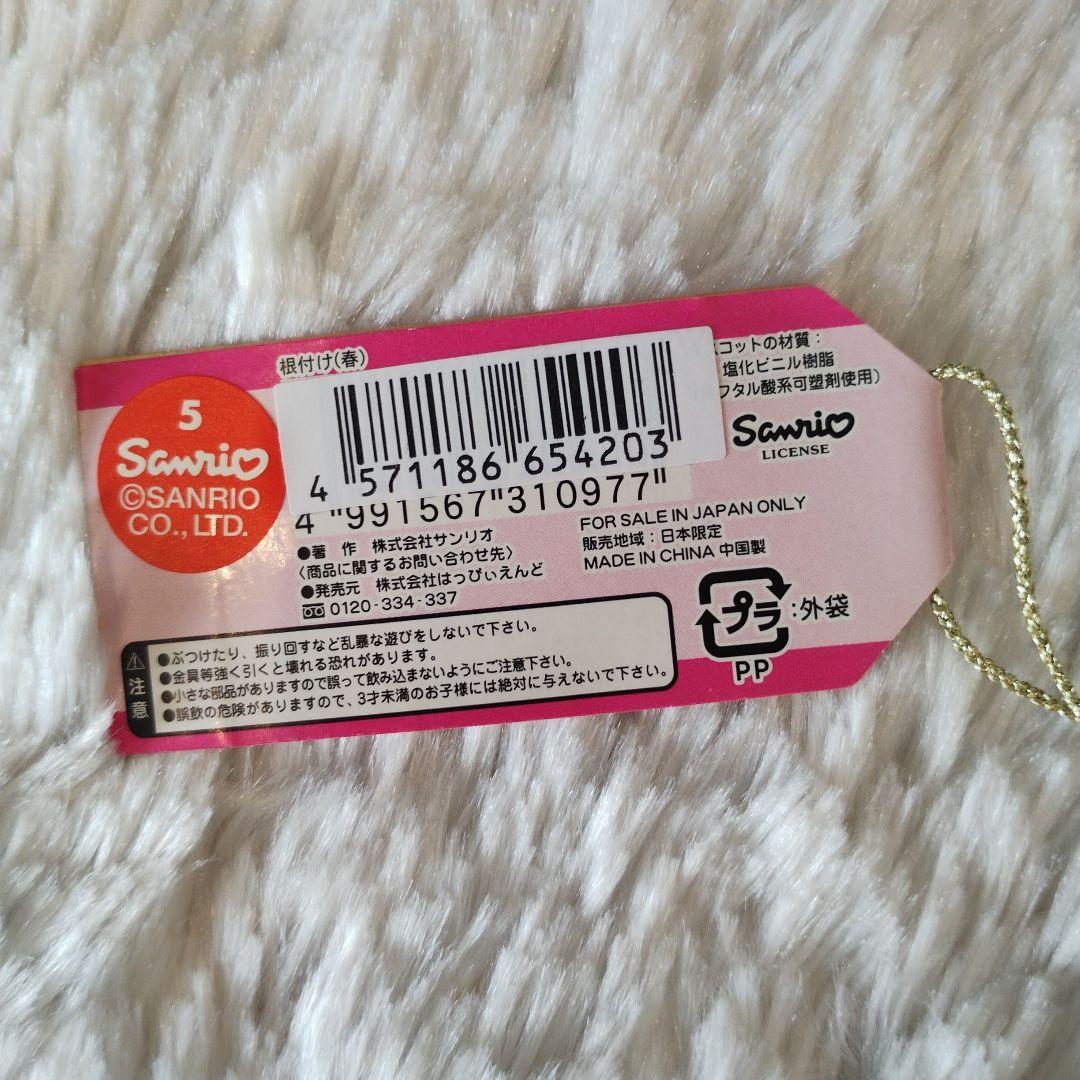 根付け(春)
5
Sanrio
©SANRIO
CO., LTD.
4 571186 654203
4 991567 310977
●著 作 株式会社サンリオ
〈商品に関するお問い合わせ先〉
●発売元 株式会社はっぴぃえんど
0120-334-337
スコットの材質:
塩化ビニル樹脂
フタル酸系可塑剤使用)
Sanrio
LICENSE
FOR SALE IN JAPAN ONLY
販売地域:日本限定
MADE IN CHINA 中国製
プラ:外袋
PP
注意
●ぶつけたり、振り回すなど乱暴な遊びをしないで下さい。
●金具等強く引くと壊れる恐れがあります。
●小さな部品がありますので誤って飲み込まないようにご注意下さい。
●誤飲の危険がありますので、3才未満のお子様には絶対に与えないで下さい。